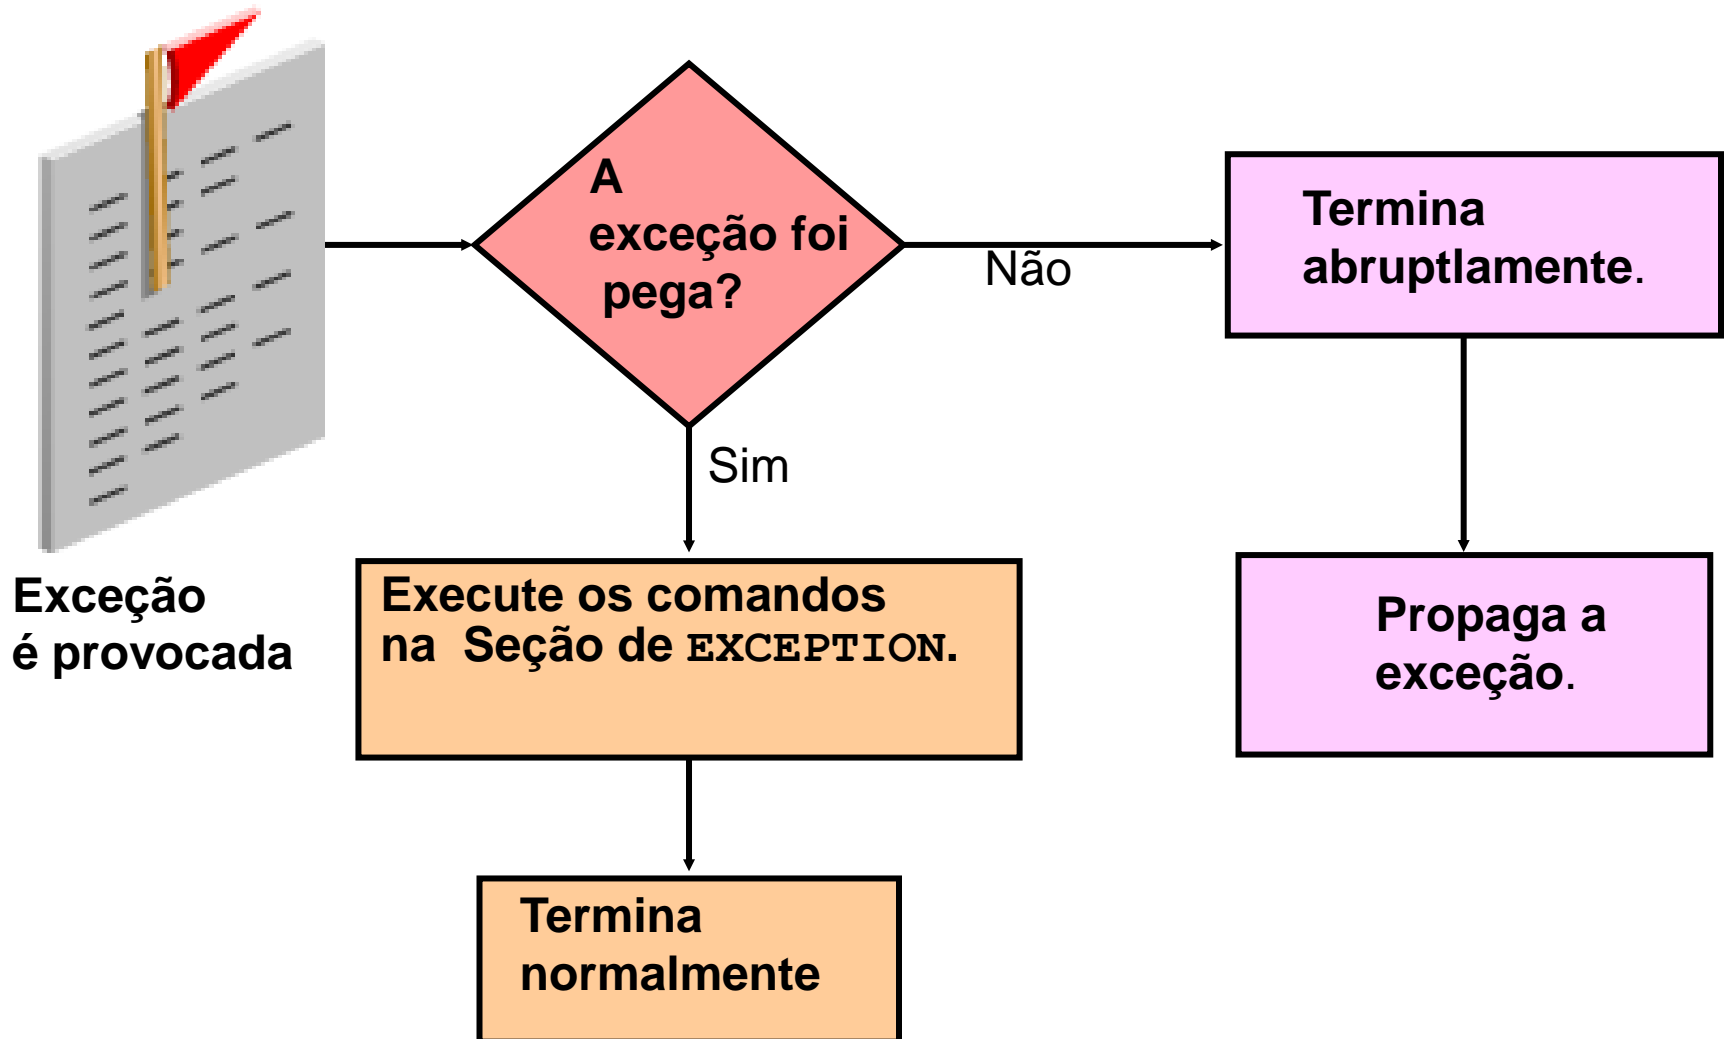 Exceção
é provocada
A
exceção foi
pega?
Não
Sim
Termina
abruptlamente.
Propaga a
exceção.
Execute os comandos
na  Seção de EXCEPTION.
Termina
normalmente